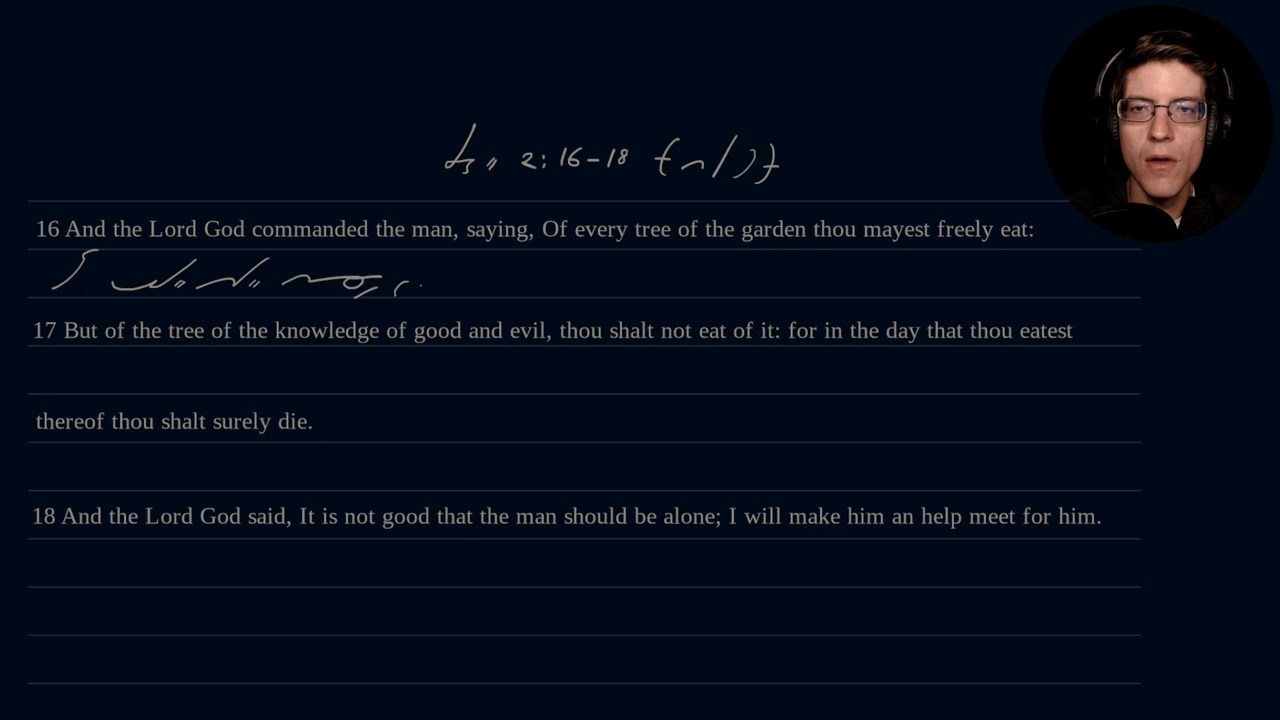 2:16-18
16 And the Lord God commanded the man, saying, Of every tree of the garden thou mayest freely eat:
17 But of the tree of the knowledge of good and evil, thou shalt not eat of it: for in the day that thou eatest
thereof thou shalt surely die.
18 And the Lord God said, It is not good that the man should be alone; I will make him an help meet for him.